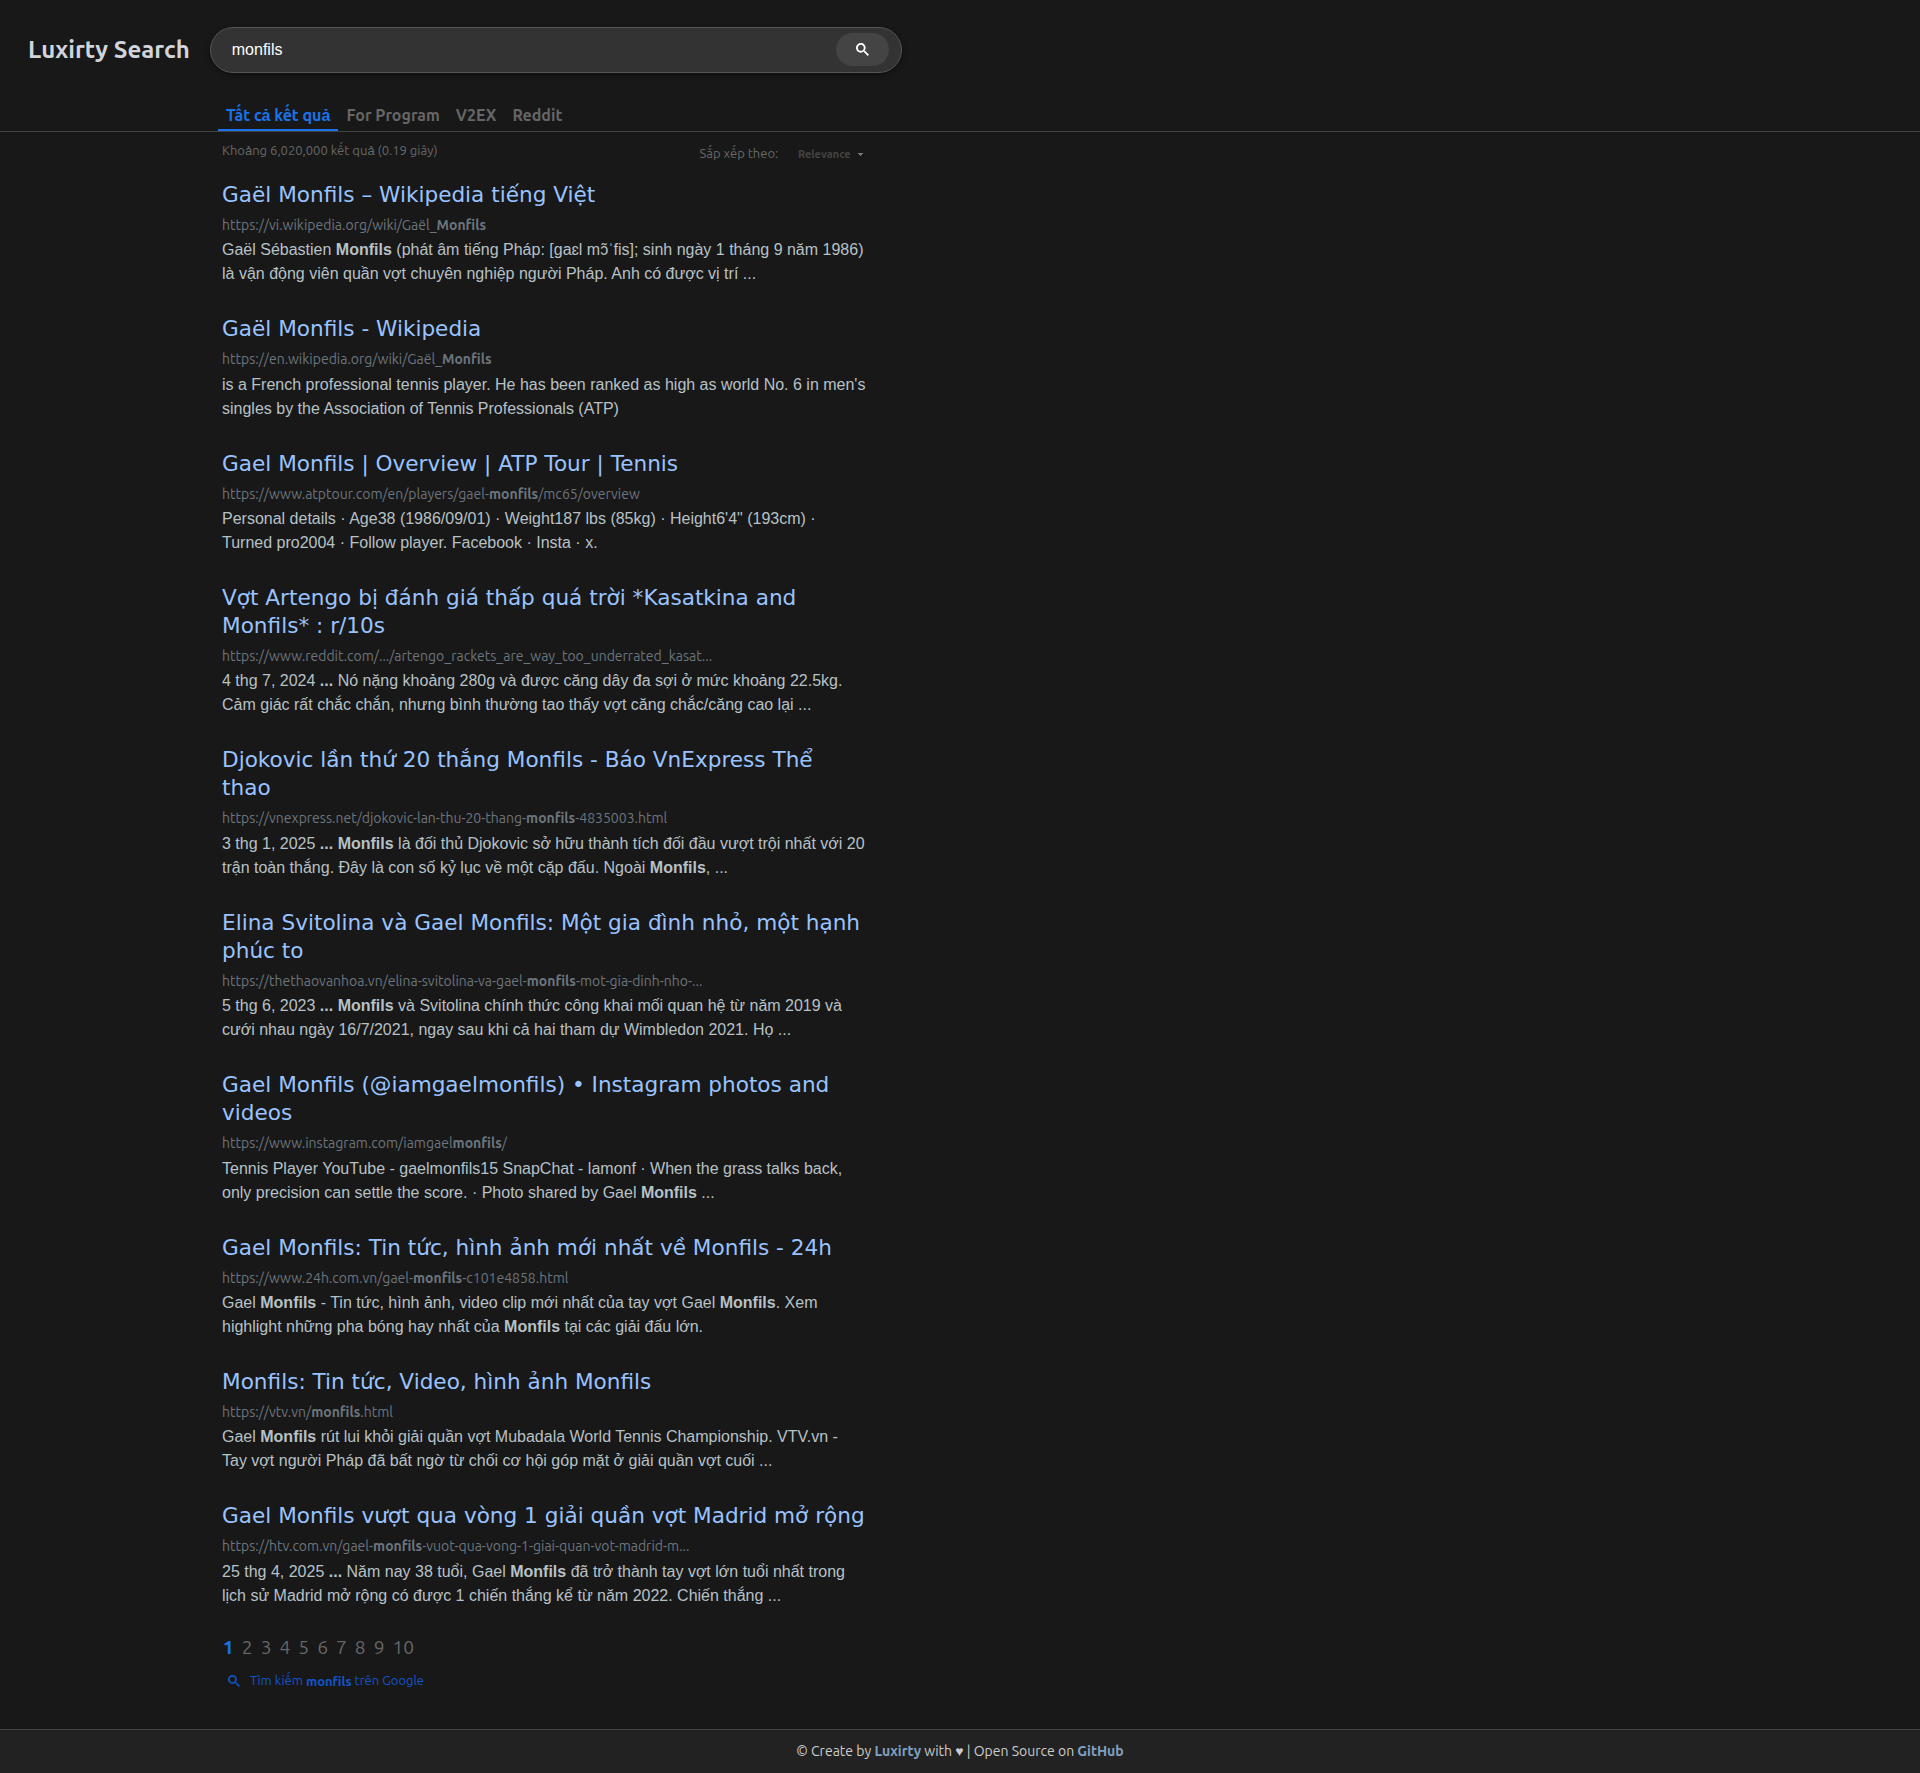 Luxirty Search
monfils
Tất cả kết quả For Program V2EX Reddit
Khoảng 6,020,000 kết quả (0.19 giây)
Sắp xếp theo: Relevance
Gaël Monfils – Wikipedia tiếng Việt
https://vi.wikipedia.org/wiki/Gaël_Monfils
Gaël Sébastien Monfils (phát âm tiếng Pháp: [ɡaɛl mɔ̃ˈfis]; sinh ngày 1 tháng 9 năm 1986)
là vận động viên quần vợt chuyên nghiệp người Pháp. Anh có được vị trí ...
Gaël Monfils - Wikipedia
https://en.wikipedia.org/wiki/Gaël_Monfils
is a French professional tennis player. He has been ranked as high as world No. 6 in men's
singles by the Association of Tennis Professionals (ATP)
Gael Monfils | Overview | ATP Tour | Tennis
https://www.atptour.com/en/players/gael-monfils/mc65/overview
Personal details · Age38 (1986/09/01) · Weight187 lbs (85kg) · Height6'4" (193cm) ·
Turned pro2004 · Follow player. Facebook · Insta · x.
Vợt Artengo bị đánh giá thấp quá trời *Kasatkina and
Monfils* : r/10s
https://www.reddit.com/.../artengo_rackets_are_way_too_underrated_kasat...
4 thg 7, 2024 ... Nó nặng khoảng 280g và được căng dây đa sợi ở mức khoảng 22.5kg.
Cảm giác rất chắc chắn, nhưng bình thường tao thấy vợt căng chắc/căng cao lại ...
Djokovic lần thứ 20 thắng Monfils - Báo VnExpress Thể
thao
https://vnexpress.net/djokovic-lan-thu-20-thang-monfils-4835003.html
3 thg 1, 2025 ... Monfils là đối thủ Djokovic sở hữu thành tích đối đầu vượt trội nhất với 20
trận toàn thắng. Đây là con số kỷ lục về một cặp đấu. Ngoài Monfils, ...
Elina Svitolina và Gael Monfils: Một gia đình nhỏ, một hạnh
phúc to
https://thethaovanhoa.vn/elina-svitolina-va-gael-monfils-mot-gia-dinh-nho-...
5 thg 6, 2023 ... Monfils và Svitolina chính thức công khai mối quan hệ từ năm 2019 và
cưới nhau ngày 16/7/2021, ngay sau khi cả hai tham dự Wimbledon 2021. Họ ...
Gael Monfils (@iamgaelmonfils) • Instagram photos and
videos
https://www.instagram.com/iamgaelmonfils/
Tennis Player YouTube - gaelmonfils15 SnapChat - lamonf · When the grass talks back,
only precision can settle the score. · Photo shared by Gael Monfils ...
Gael Monfils: Tin tức, hình ảnh mới nhất về Monfils - 24h
https://www.24h.com.vn/gael-monfils-c101e4858.html
Gael Monfils - Tin tức, hình ảnh, video clip mới nhất của tay vợt Gael Monfils. Xem
highlight những pha bóng hay nhất của Monfils tại các giải đấu lớn.
Monfils: Tin tức, Video, hình ảnh Monfils
https://vtv.vn/monfils.html
Gael Monfils rút lui khỏi giải quần vợt Mubadala World Tennis Championship. VTV.vn -
Tay vợt người Pháp đã bất ngờ từ chối cơ hội góp mặt ở giải quần vợt cuối ...
Gael Monfils vượt qua vòng 1 giải quần vợt Madrid mở rộng
https://htv.com.vn/gael-monfils-vuot-qua-vong-1-giai-quan-vot-madrid-m...
25 thg 4, 2025 ... Năm nay 38 tuổi, Gael Monfils đã trở thành tay vợt lớn tuổi nhất trong
lịch sử Madrid mở rộng có được 1 chiến thắng kể từ năm 2022. Chiến thắng ...
1 2 3 4 5 6 7 8 9 10
Tìm kiếm monfils trên Google
© Create by Luxirty with ♥ | Open Source on GitHub